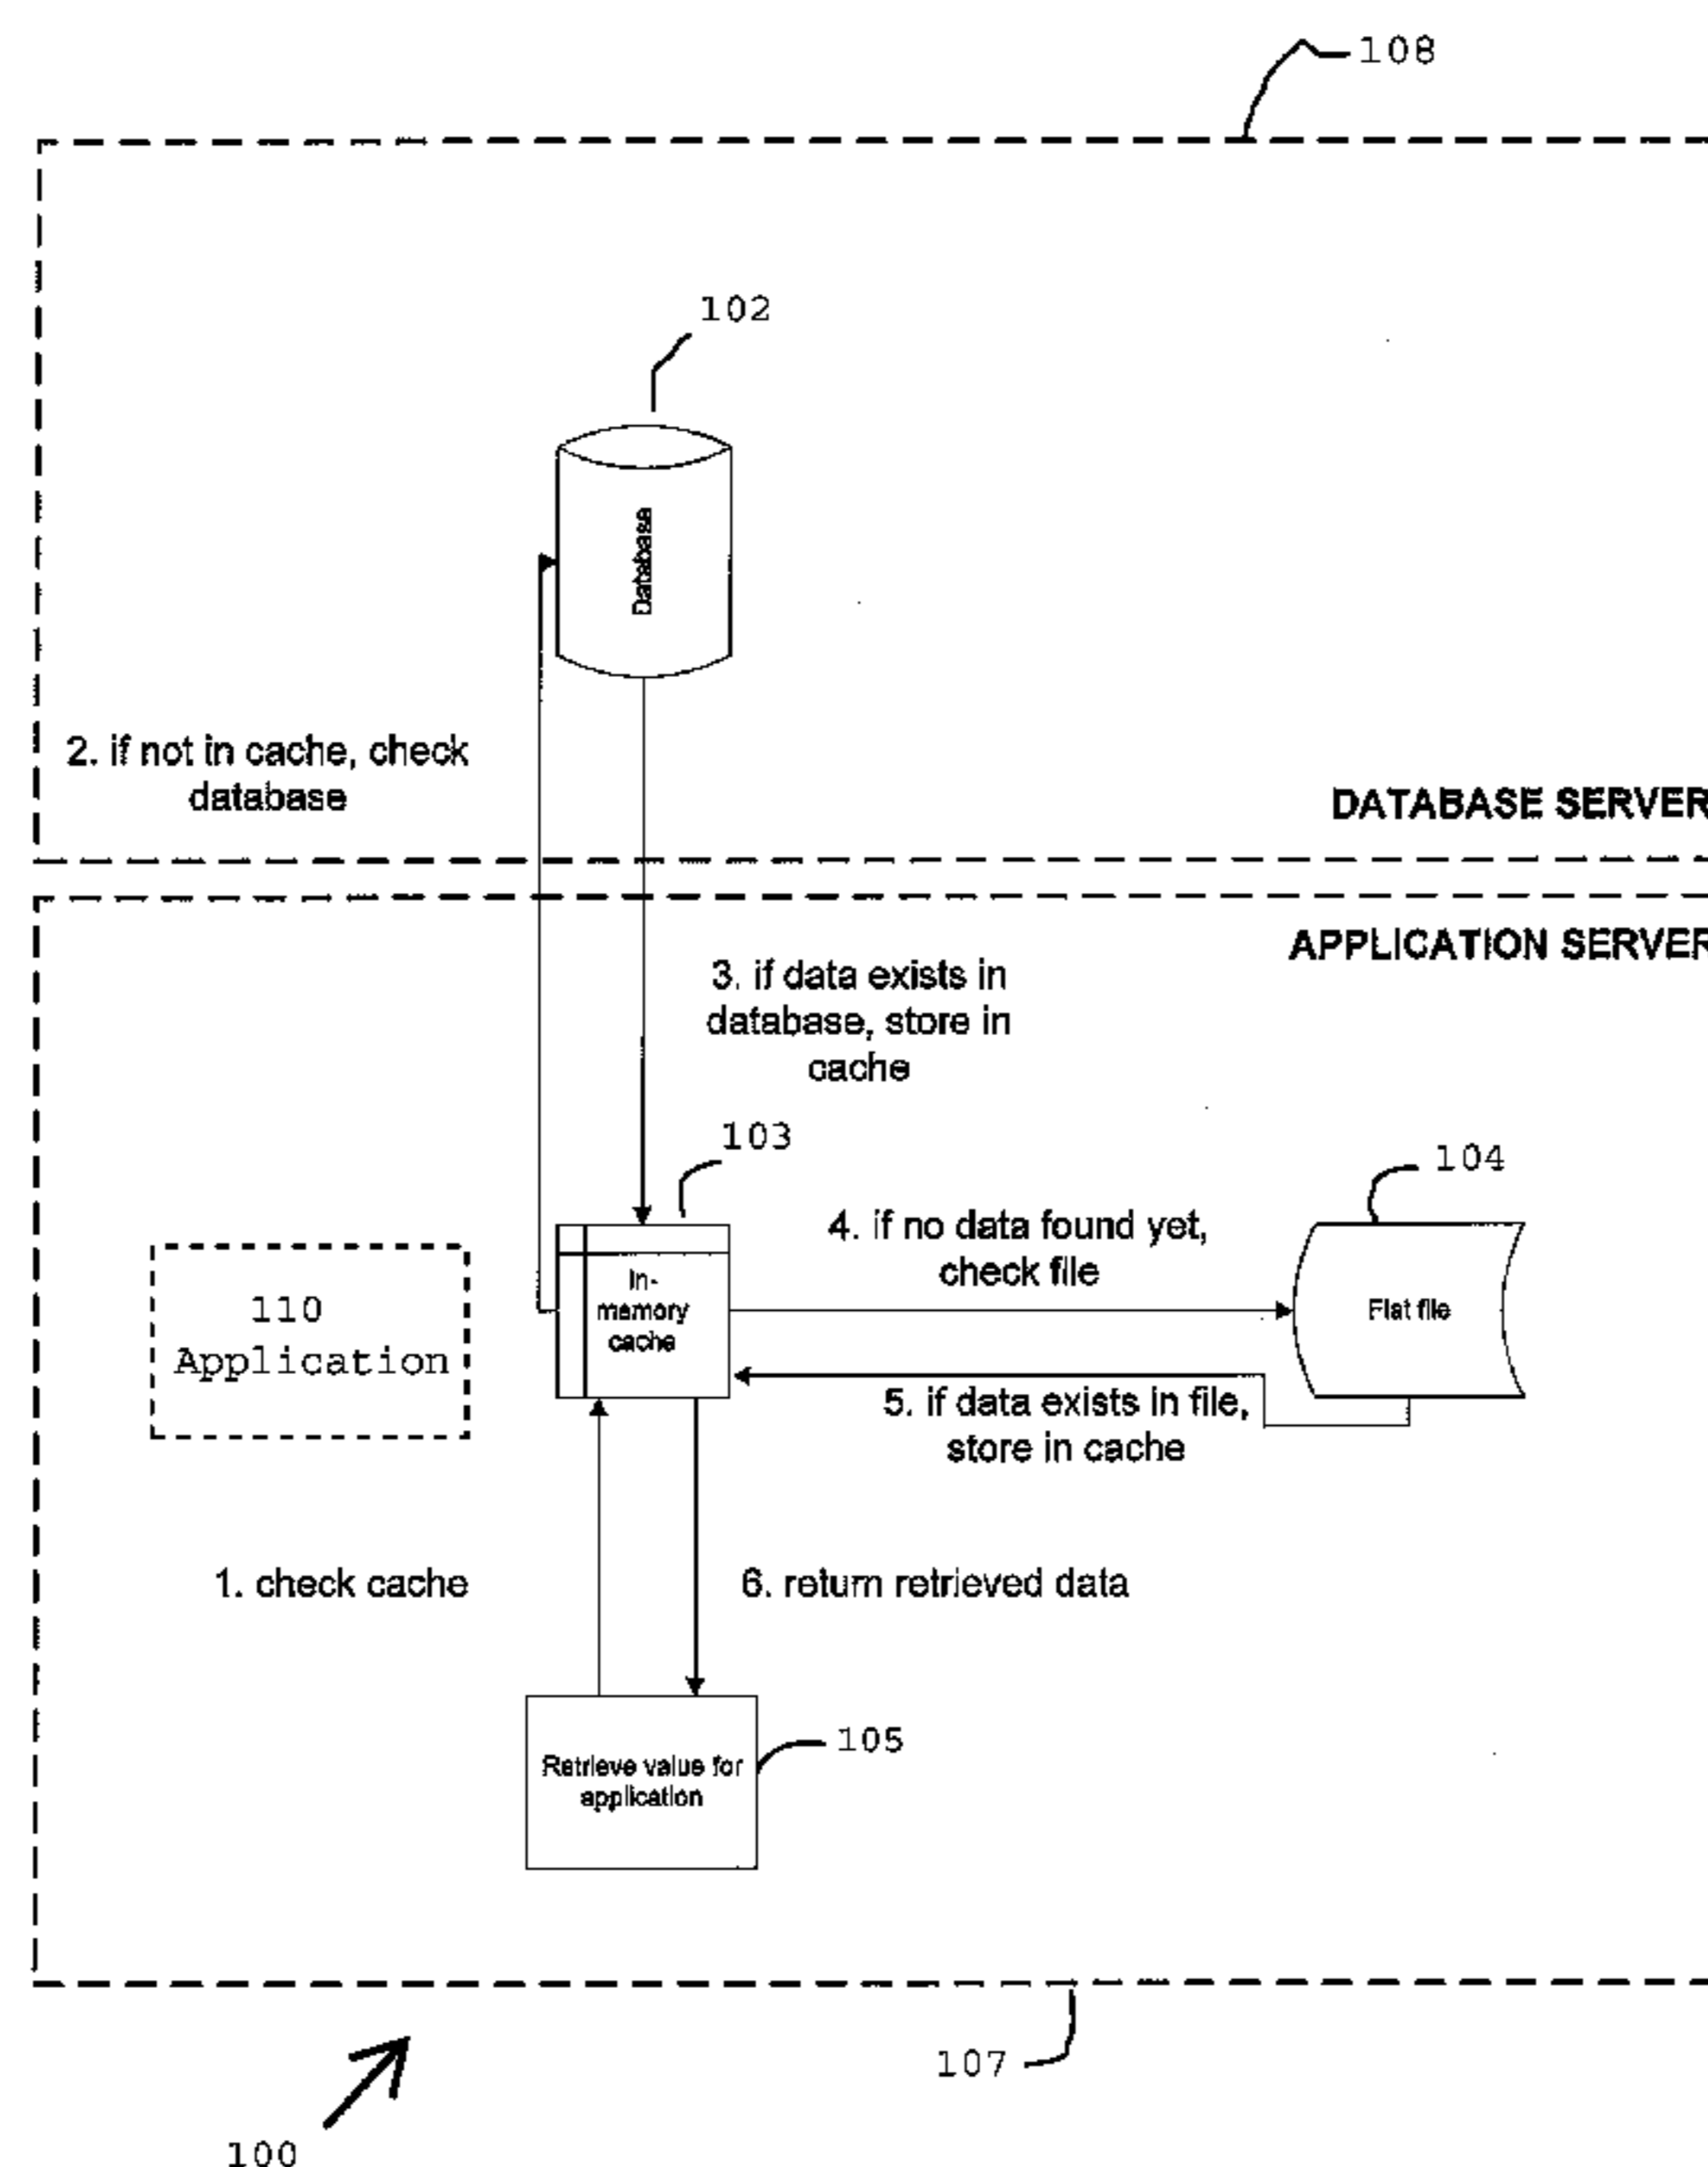 108
102
Database
2. if not in cache, check
database
DATABASE SERVER
APPLICATION SERVER
3. if data exists in
database, store in
cache
103
104
4. if no data found yet,
check file
In-
memory
cache
Flat file
110
Application
5. if data exists in file,
store in cache
1. check cache
6. return retrieved data
105
Retrieve value for
application
107
100